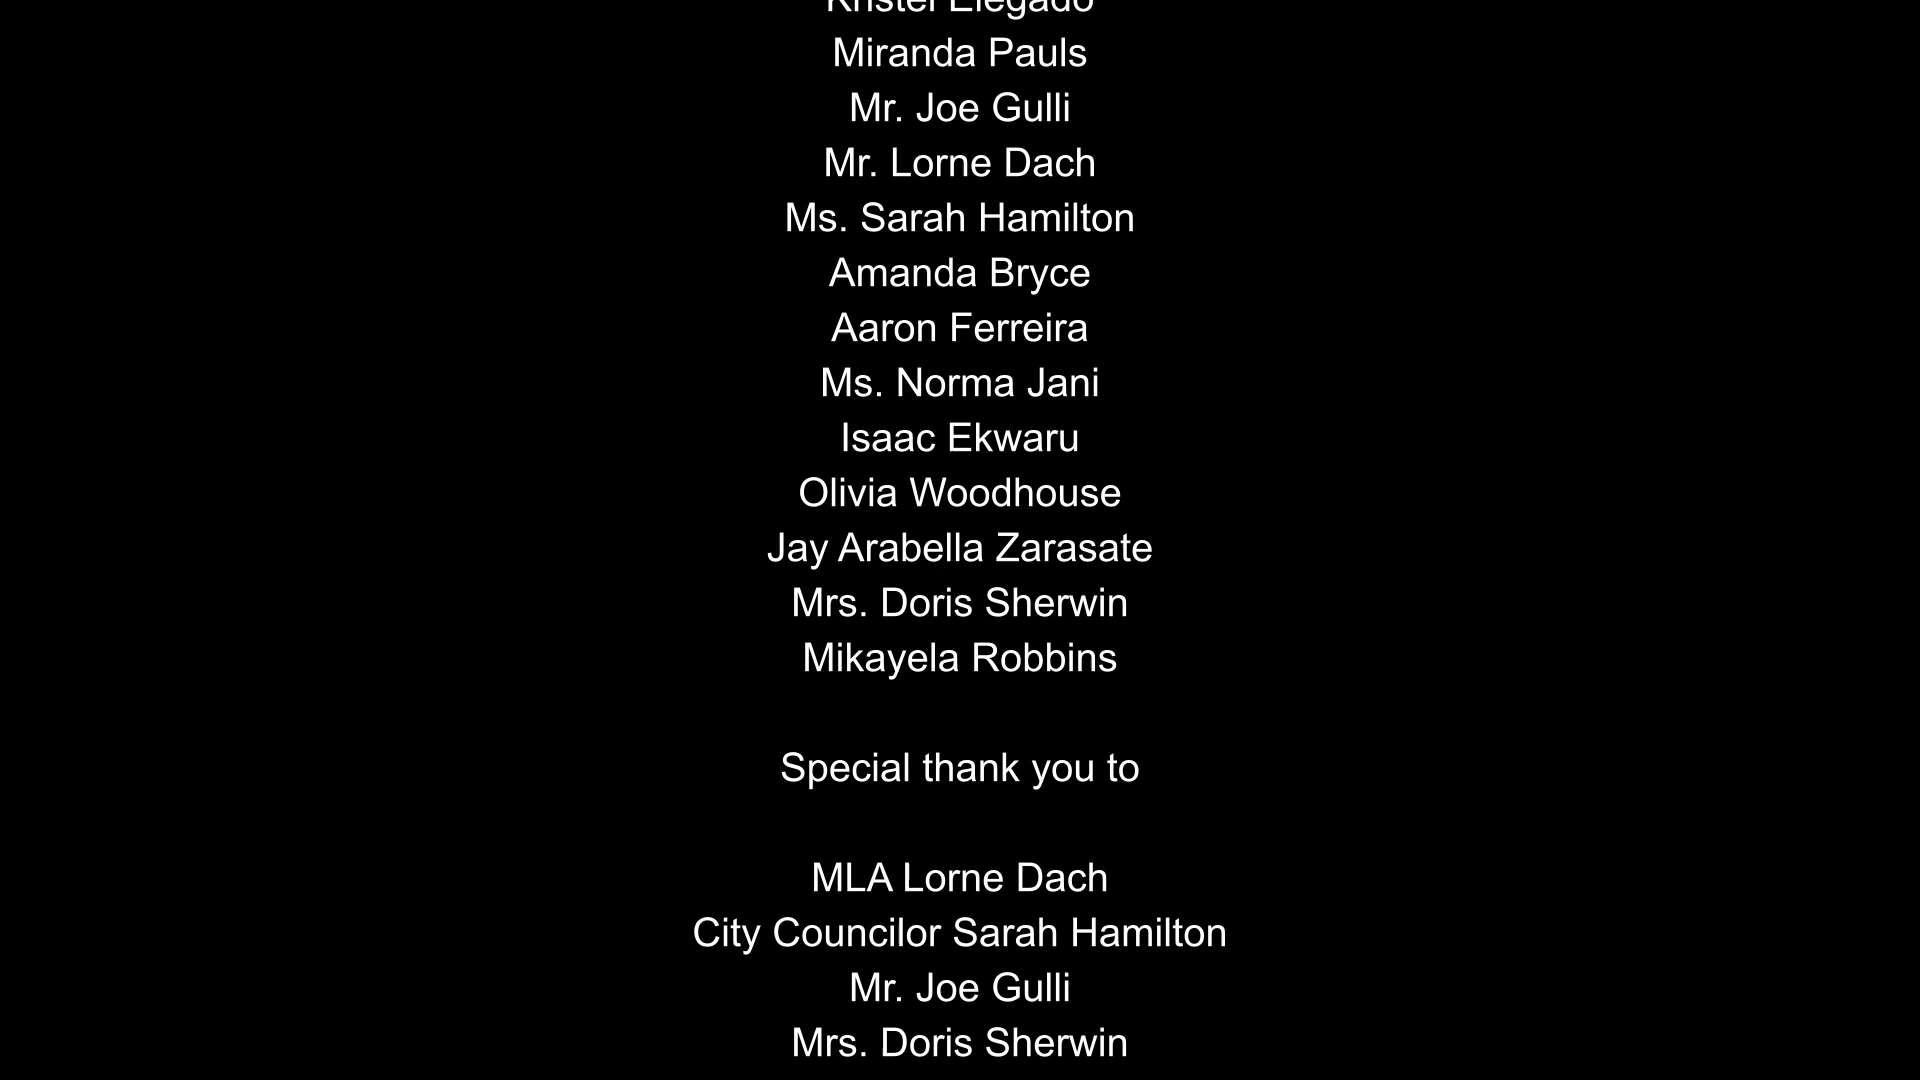 Kristel Elegado
Miranda Pauls
Mr. Joe Gulli
Mr. Lorne Dach
Ms. Sarah Hamilton
Amanda Bryce
Aaron Ferreira
Ms. Norma Jani
Isaac Ekwaru
Olivia Woodhouse
Jay Arabella Zarasate
Mrs. Doris Sherwin
Mikayela Robbins
Special thank you to
MLA Lorne Dach
City Councilor Sarah Hamilton
Mr. Joe Gulli
Mrs. Doris Sherwin